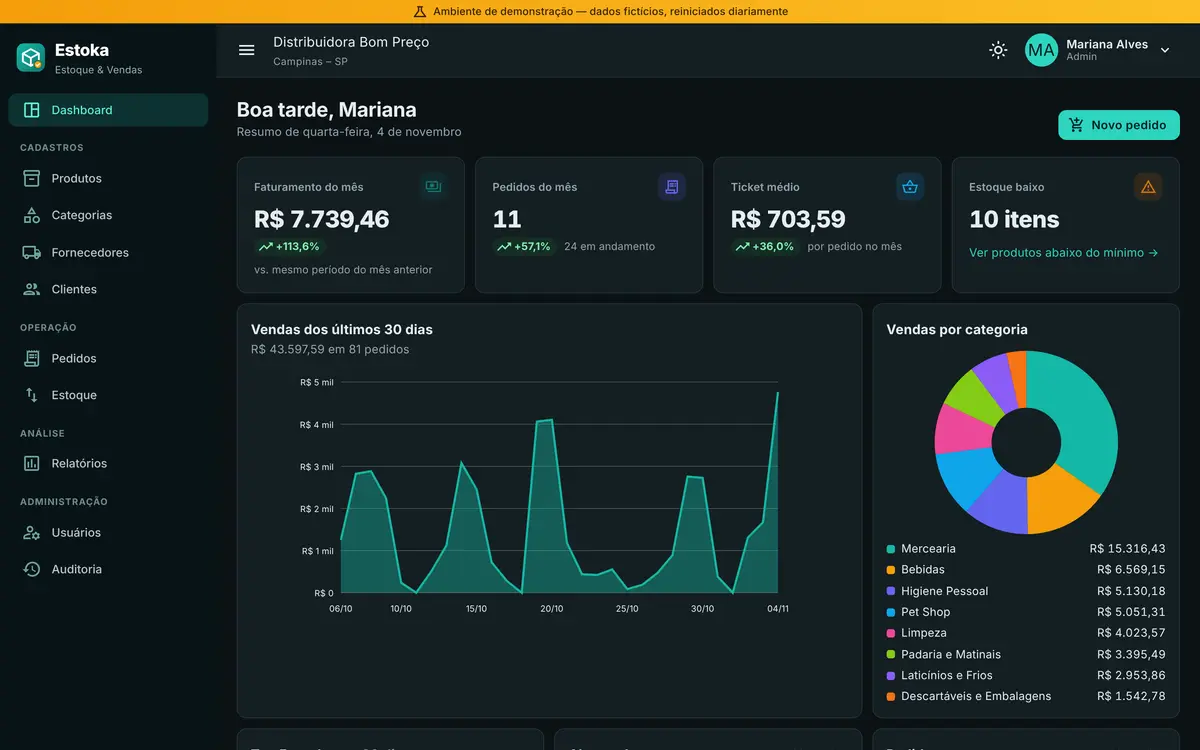 Ambiente de demonstração — dados fictícios, reiniciados diariamente
Estoka
Estoque & Vendas
Distribuidora Bom Preço
Campinas – SP
MA
Mariana Alves
Admin
Dashboard
CADASTROS
Produtos
Categorias
Fornecedores
Clientes
OPERAÇÃO
Pedidos
Estoque
ANÁLISE
Relatórios
ADMINISTRAÇÃO
Usuários
Auditoria
Boa tarde, Mariana
Resumo de quarta-feira, 4 de novembro
Novo pedido
Faturamento do mês
R$ 7.739,46
+113,6%
vs. mesmo período do mês anterior
Pedidos do mês
11
+57,1% 24 em andamento
Ticket médio
R$ 703,59
+36,0% por pedido no mês
Estoque baixo
10 itens
Ver produtos abaixo do mínimo →
Vendas dos últimos 30 dias
R$ 43.597,59 em 81 pedidos
R$ 5 mil
R$ 4 mil
R$ 3 mil
R$ 2 mil
R$ 1 mil
R$ 0
06/10 10/10 15/10 20/10 25/10 30/10 04/11
Vendas por categoria
Mercearia R$ 15.316,43
Bebidas R$ 6.569,15
Higiene Pessoal R$ 5.130,18
Pet Shop R$ 5.051,31
Limpeza R$ 4.023,57
Padaria e Matinais R$ 3.395,49
Laticínios e Frios R$ 2.953,86
Descartáveis e Embalagens R$ 1.542,78